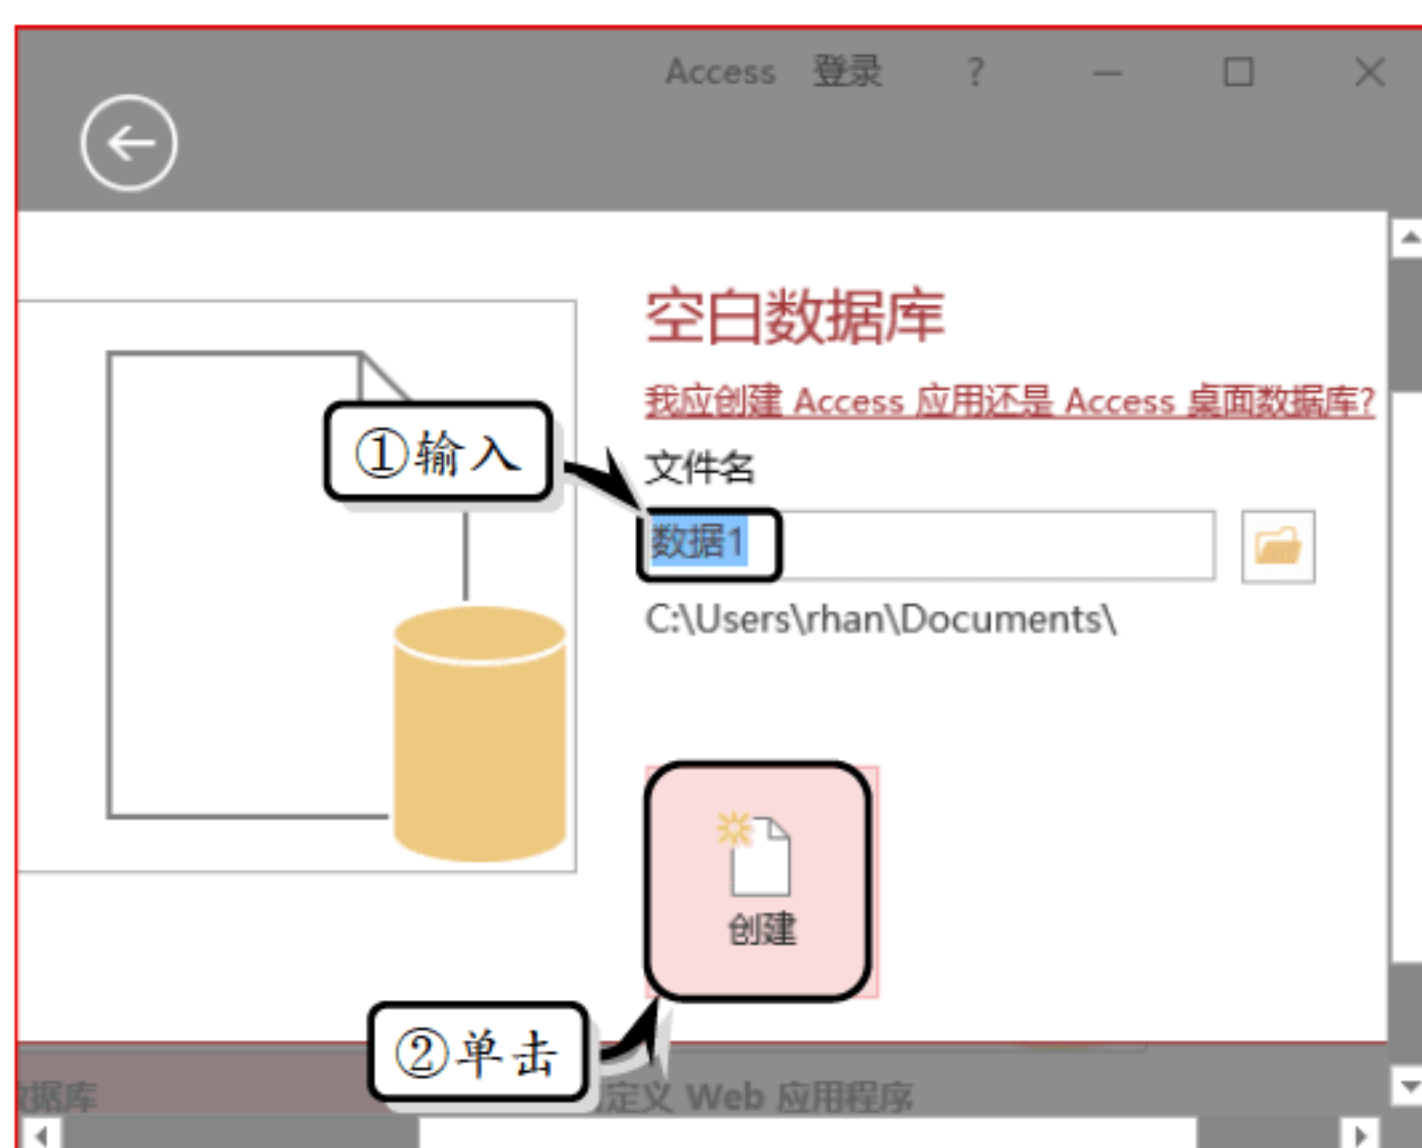 Access 登录 ?
空白数据库
我应创建 Access 应用还是 Access 桌面数据库?
①输入
文件名
数据1
C:\Users\rhan\Documents\
创建
②单击
据库
定义 Web 应用程序